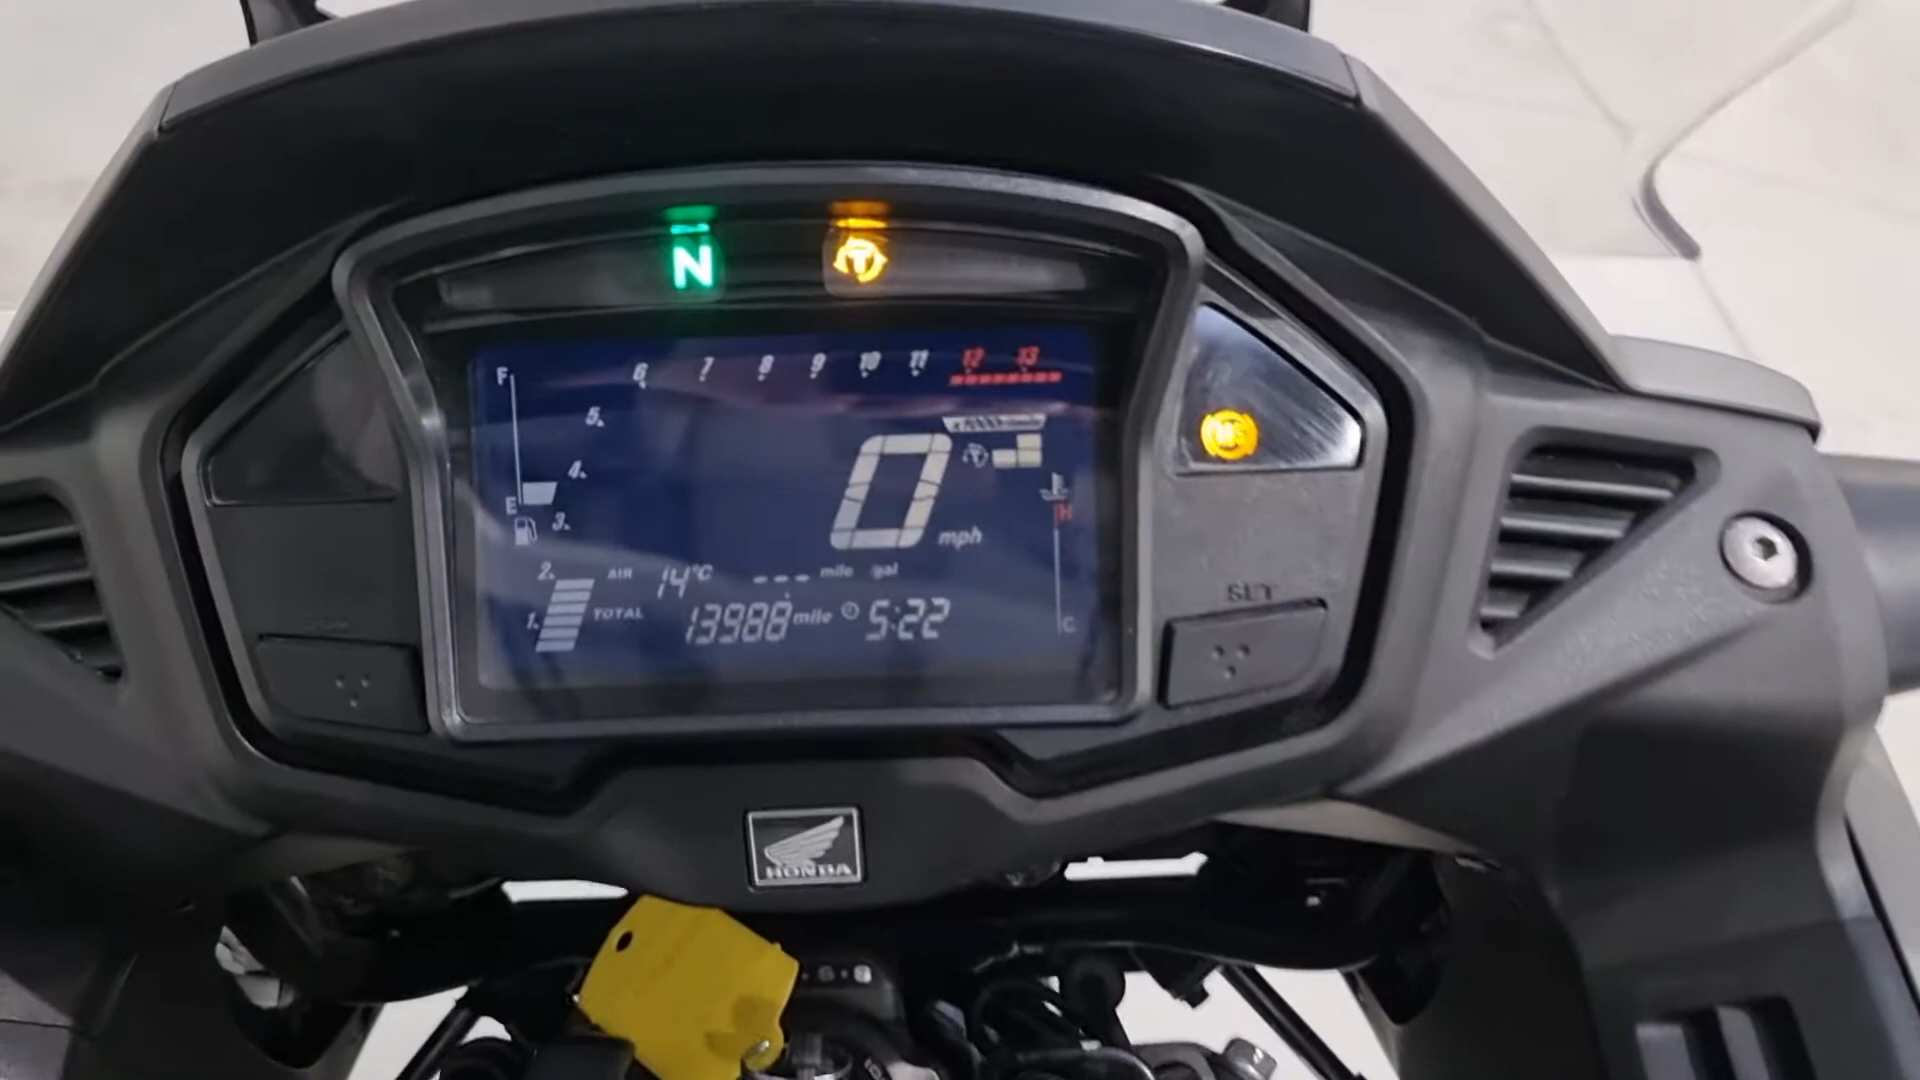 N T
6 7 8 9 10 11 12 13
F
5
ABS
4
0
H
E
3
mph
2 AIR 14°C --- mile gal
1 TOTAL 13988 mile 5:22
C
SET
HONDA